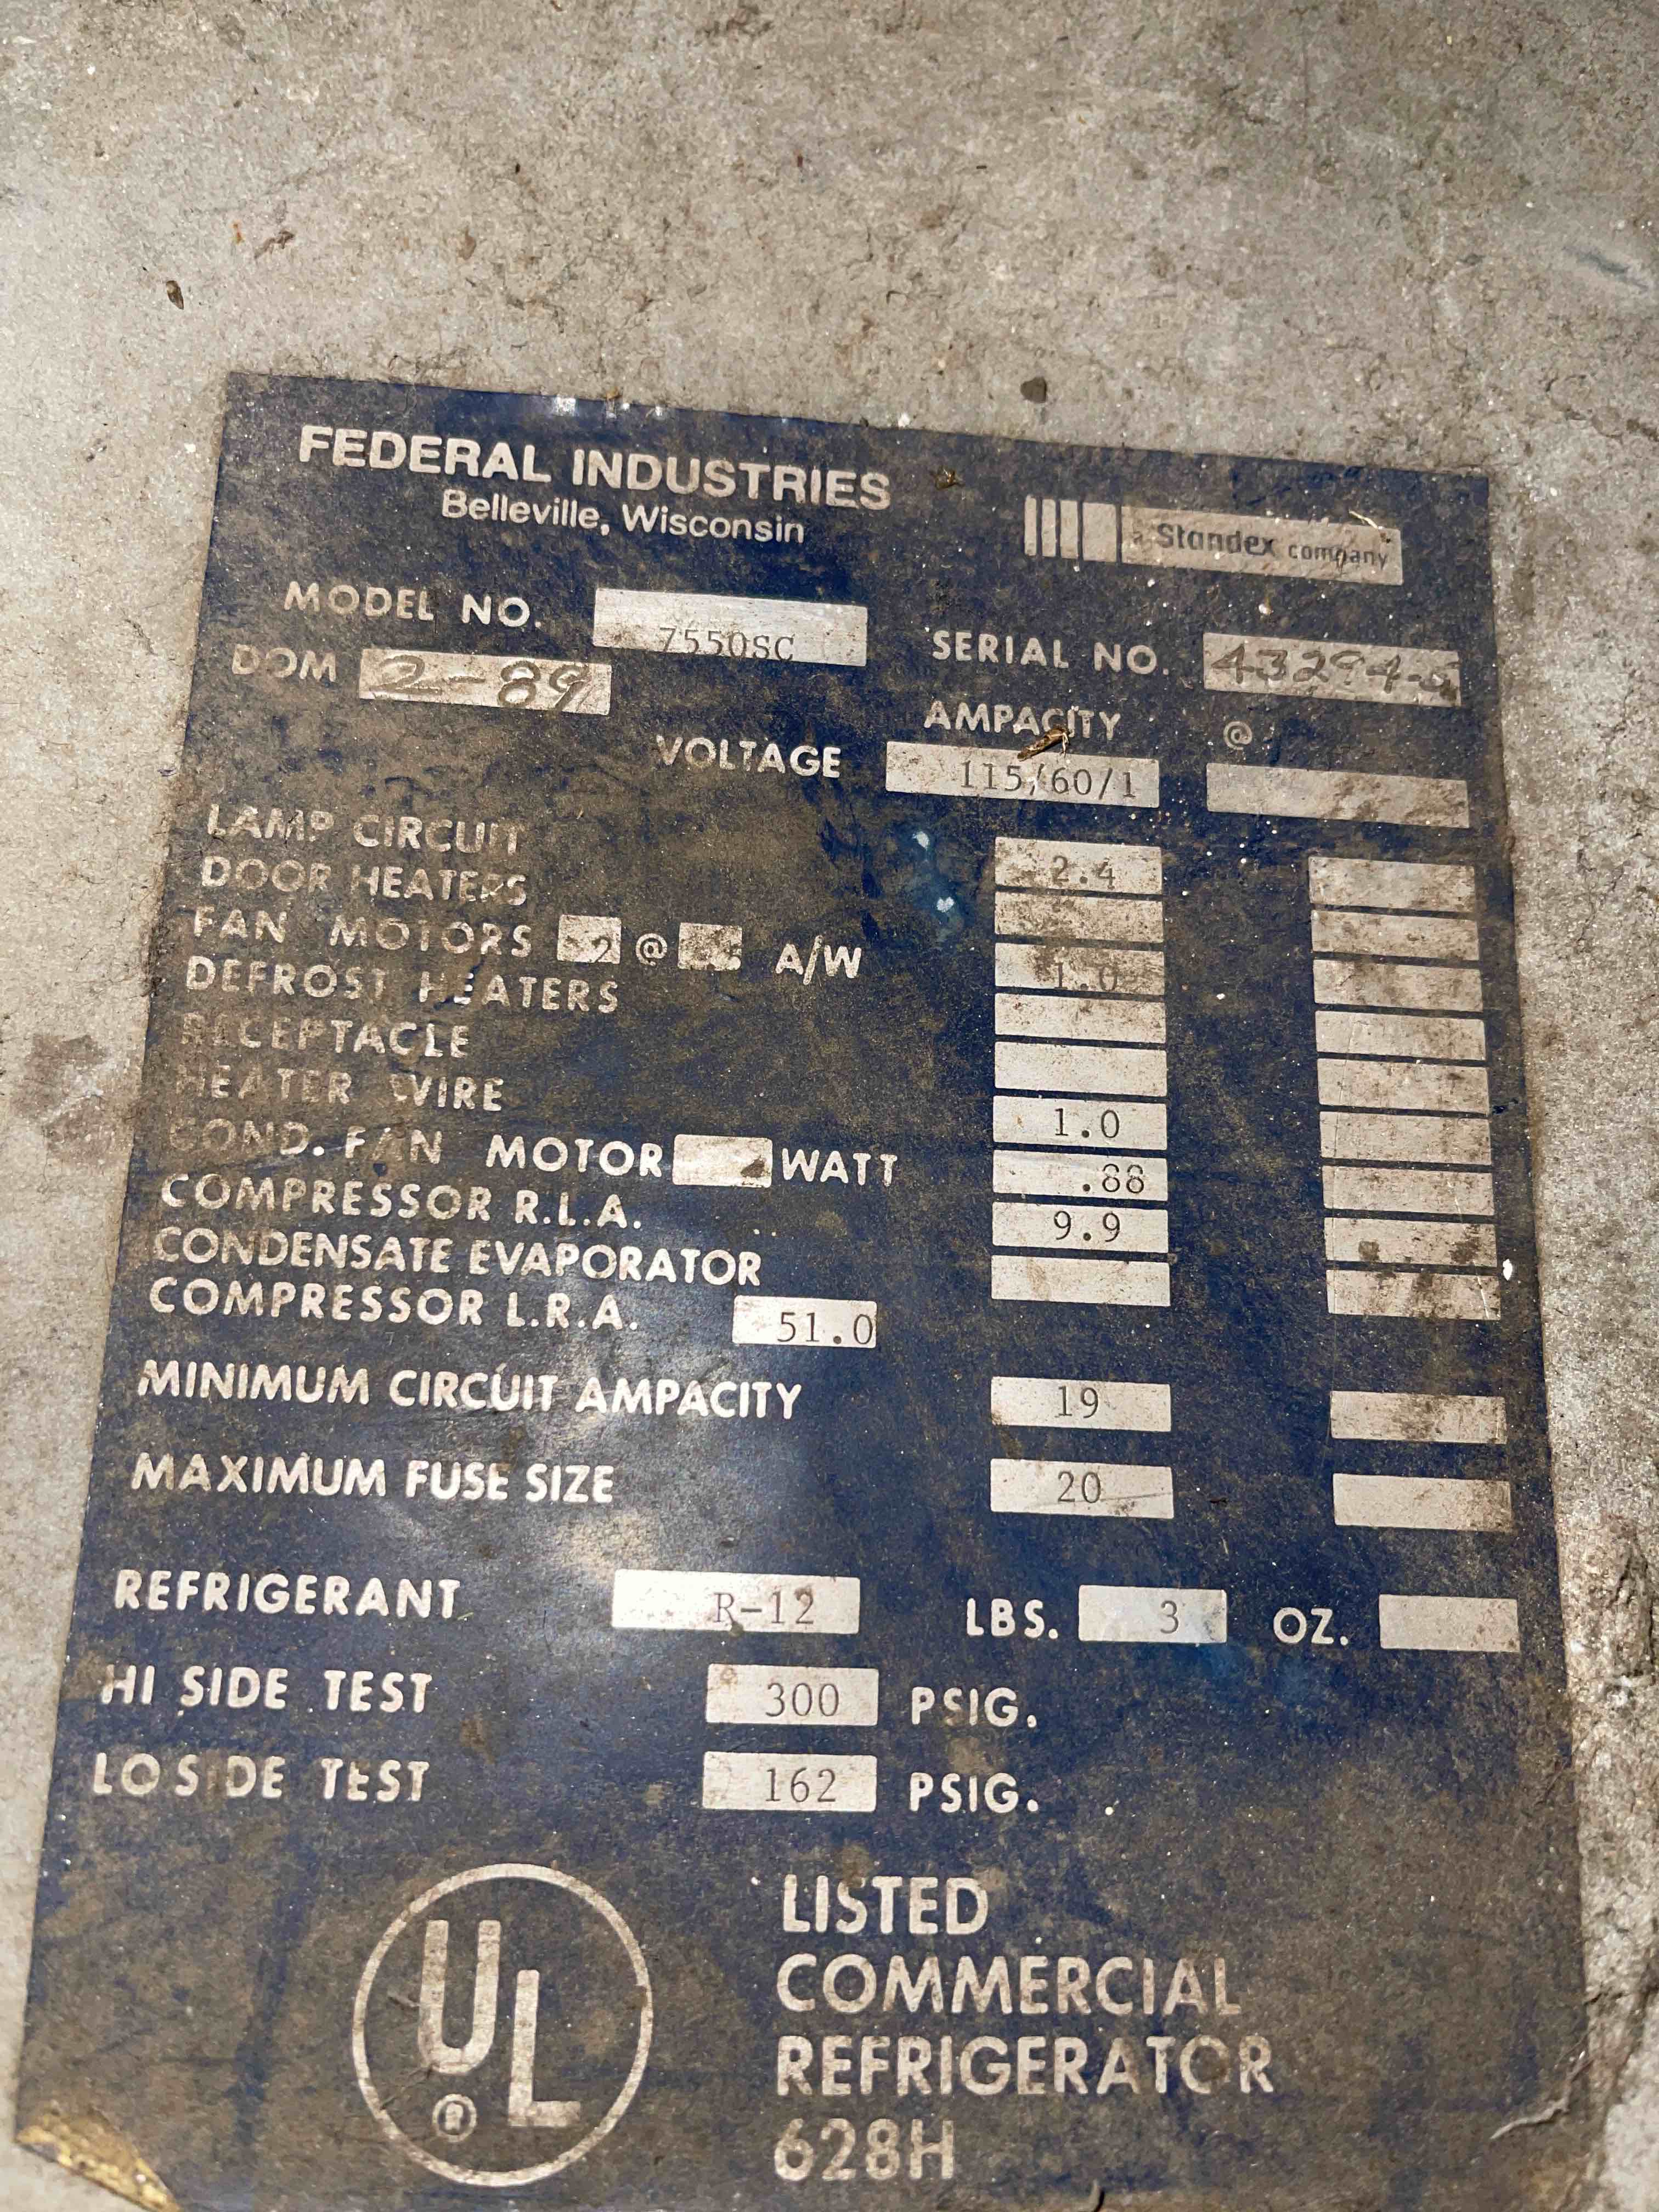 FEDERAL INDUSTRIES
Belleville, Wisconsin
a Standex company
MODEL NO. 7550SC
SERIAL NO. 43294-
DOM 2-89
AMPACITY @
VOLTAGE 115/60/1
LAMP CIRCUIT 2.4
DOOR HEATERS
FAN MOTORS 2 @ A/W 1.0
DEFROST HEATERS
RECEPTACLE
HEATER WIRE 1.0
COND. FAN MOTOR WATT .88
COMPRESSOR R.L.A. 9.9
CONDENSATE EVAPORATOR
COMPRESSOR L.R.A. 51.0
MINIMUM CIRCUIT AMPACITY 19
MAXIMUM FUSE SIZE 20
REFRIGERANT R-12 LBS. 3 OZ.
HI SIDE TEST 300 PSIG.
LO SIDE TEST 162 PSIG.
UL
®
LISTED
COMMERCIAL
REFRIGERATOR
628H